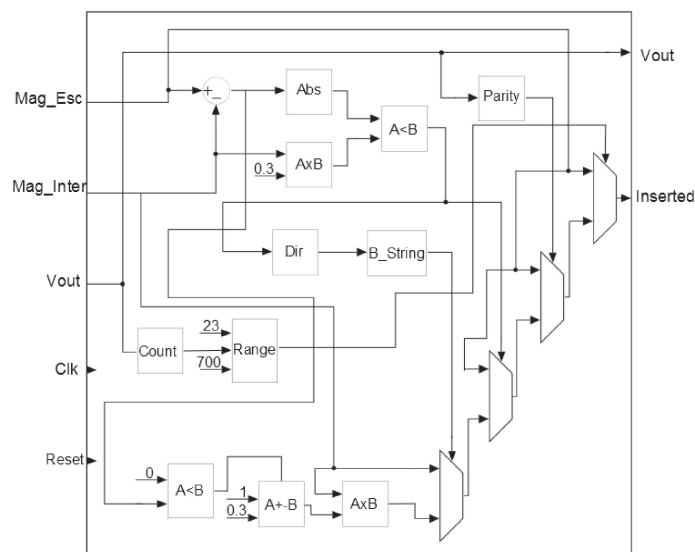 Vout
Mag_Esc
+
-
Abs
Parity
A<B
Mag_Inter
0.3
AxB
Inserted
Dir
B_String
Vout
23
Count
Range
700
Clk
Reset
0
A<B
1
A+-B
AxB
0.3